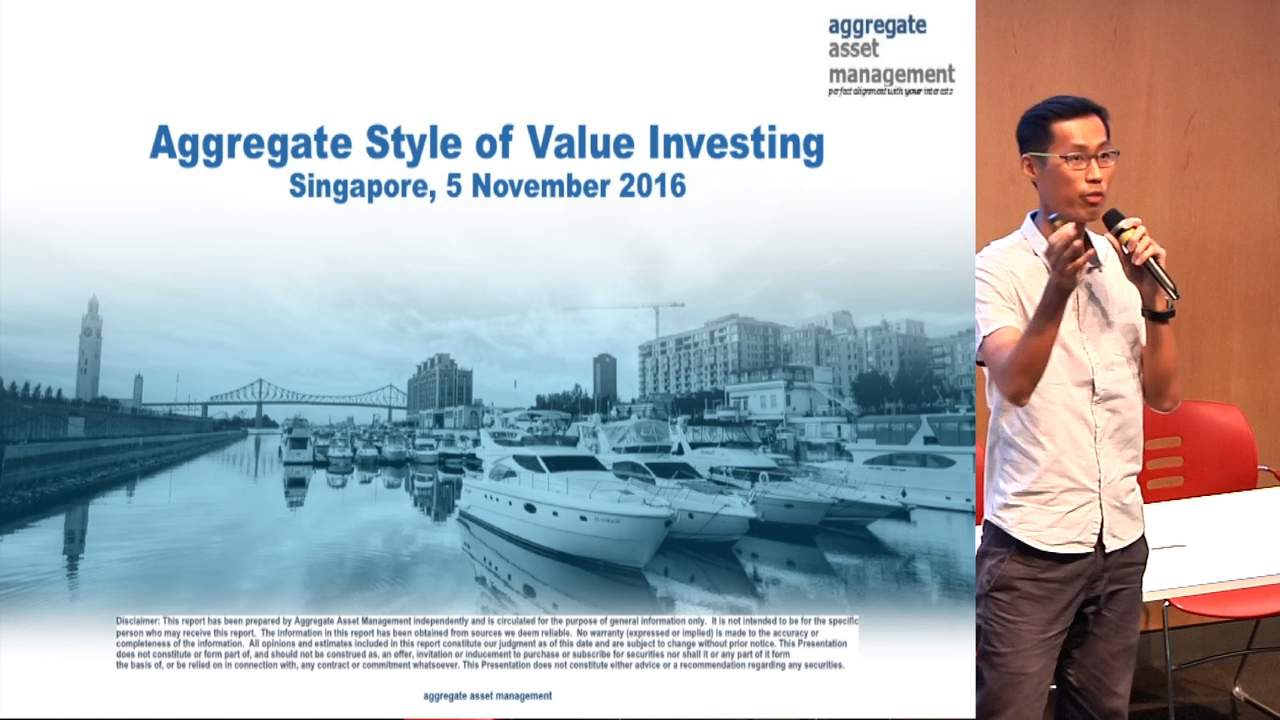 aggregate
asset
management
perfect alignment with your interests
Aggregate Style of Value Investing
Singapore, 5 November 2016
Disclaimer: This report has been prepared by Aggregate Asset Management independently and is circulated for the purpose of general information only. It is not intended to be for the specific
person who may receive this report. The information in this report has been obtained from sources we deem reliable. No warranty (expressed or implied) is made to the accuracy or
completeness of the information. All opinions and estimates included in this report constitute our judgment as of this date and are subject to change without prior notice. This Presentation
does not constitute or form part of, and should not be construed as, an offer, invitation or inducement to purchase or subscribe for securities nor shall it or any part of it form
the basis of, or be relied on in connection with, any contract or commitment whatsoever. This Presentation does not constitute either advice or a recommendation regarding any securities.
aggregate asset management